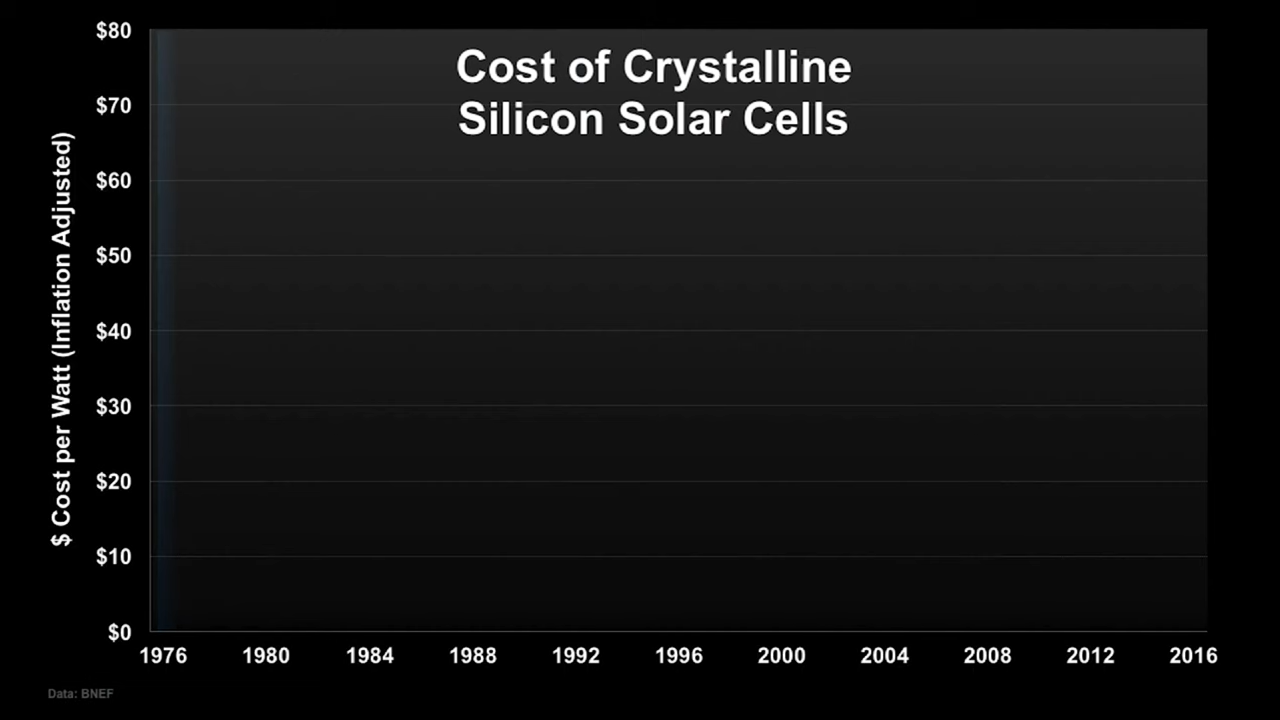 Cost of Crystalline
Silicon Solar Cells
$ Cost per Watt (Inflation Adjusted)
$80
$70
$60
$50
$40
$30
$20
$10
$0
1976 1980 1984 1988 1992 1996 2000 2004 2008 2012 2016
Data: BNEF